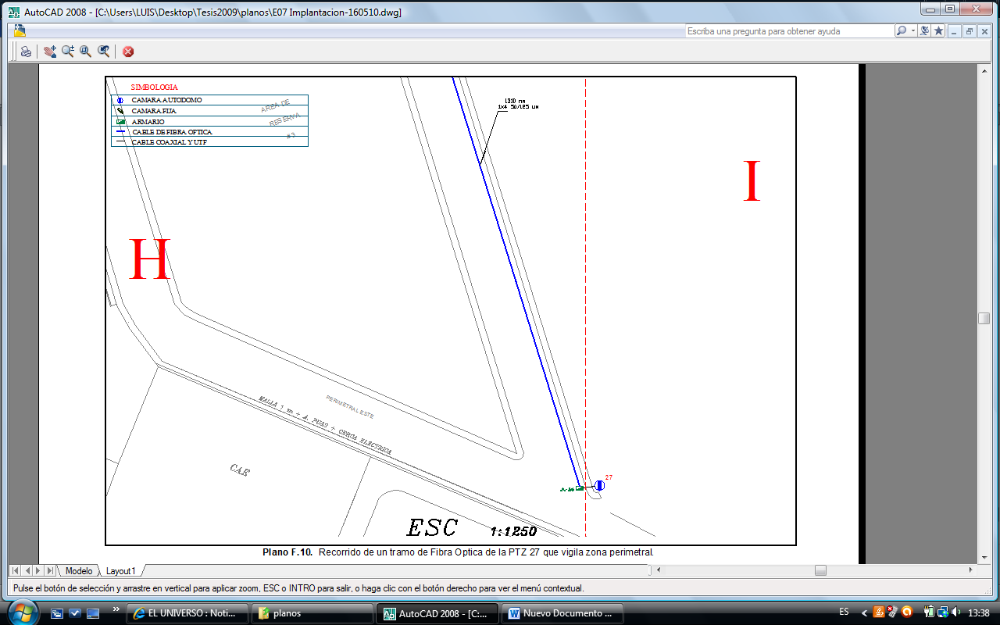 AutoCAD 2008 - [C:\Users\LUIS\Desktop\Tesis2009\planos\E07 Implantacion-160510.dwg]
Escriba una pregunta para obtener ayuda
SIMBOLOGIA
CAMARA AUTODOMO
CAMARA FIJA
ARMARIO
CABLE DE FIBRA OPTICA
CABLE COAXIAL Y UTF
AREA DE
RESERVA
#3
1310 nm
1x4 50/125 um
I
H
PERIMETRAL ESTE
MALLA 1 m + A. PUAS + CERCA ELECTRICA
CAE
27
ESC 1:1250
Plano F.10. Recorrido de un tramo de Fibra Optica de la PTZ 27 que vigila zona perimetral.
Modelo Layout1
Pulse el botón de selección y arrastre en vertical para aplicar zoom, ESC o INTRO para salir, o haga clic con el botón derecho para ver el menú contextual.
EL UNIVERSO : Noti... planos AutoCAD 2008 - [C:... Nuevo Documento ... ES 13:38